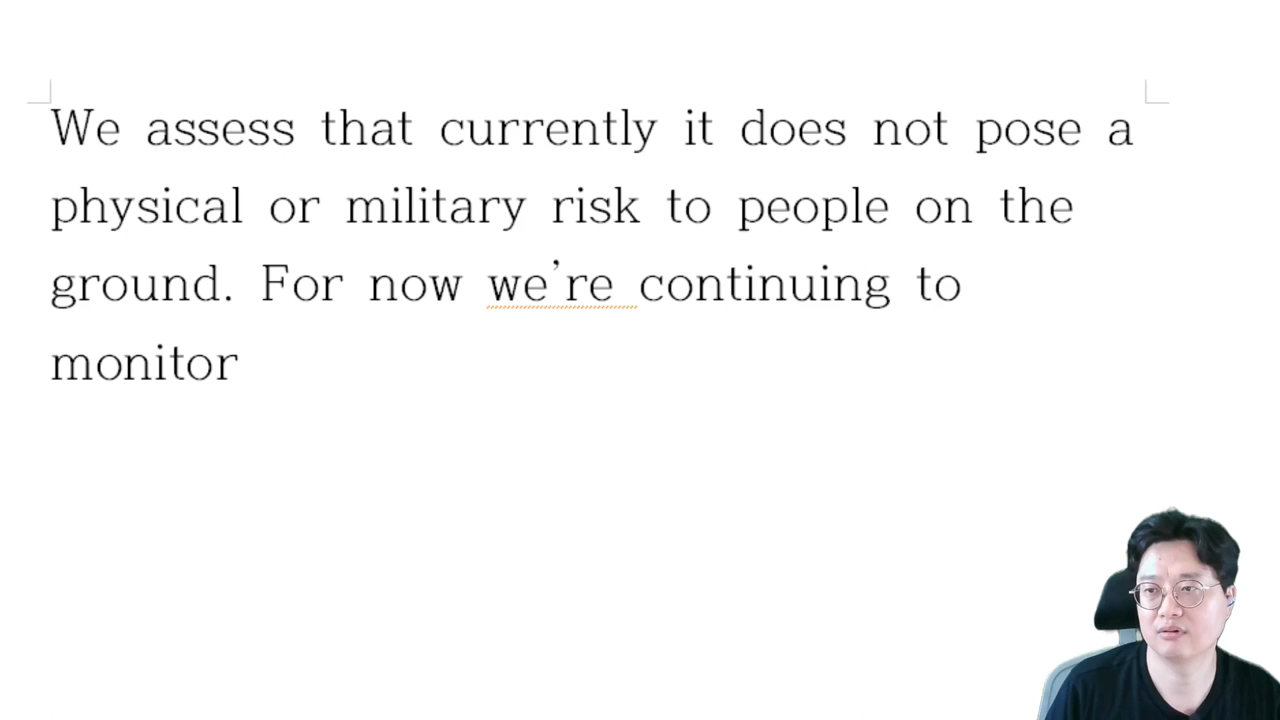 We assess that currently it does not pose a
physical or military risk to people on the
ground. For now we're continuing to
monitor